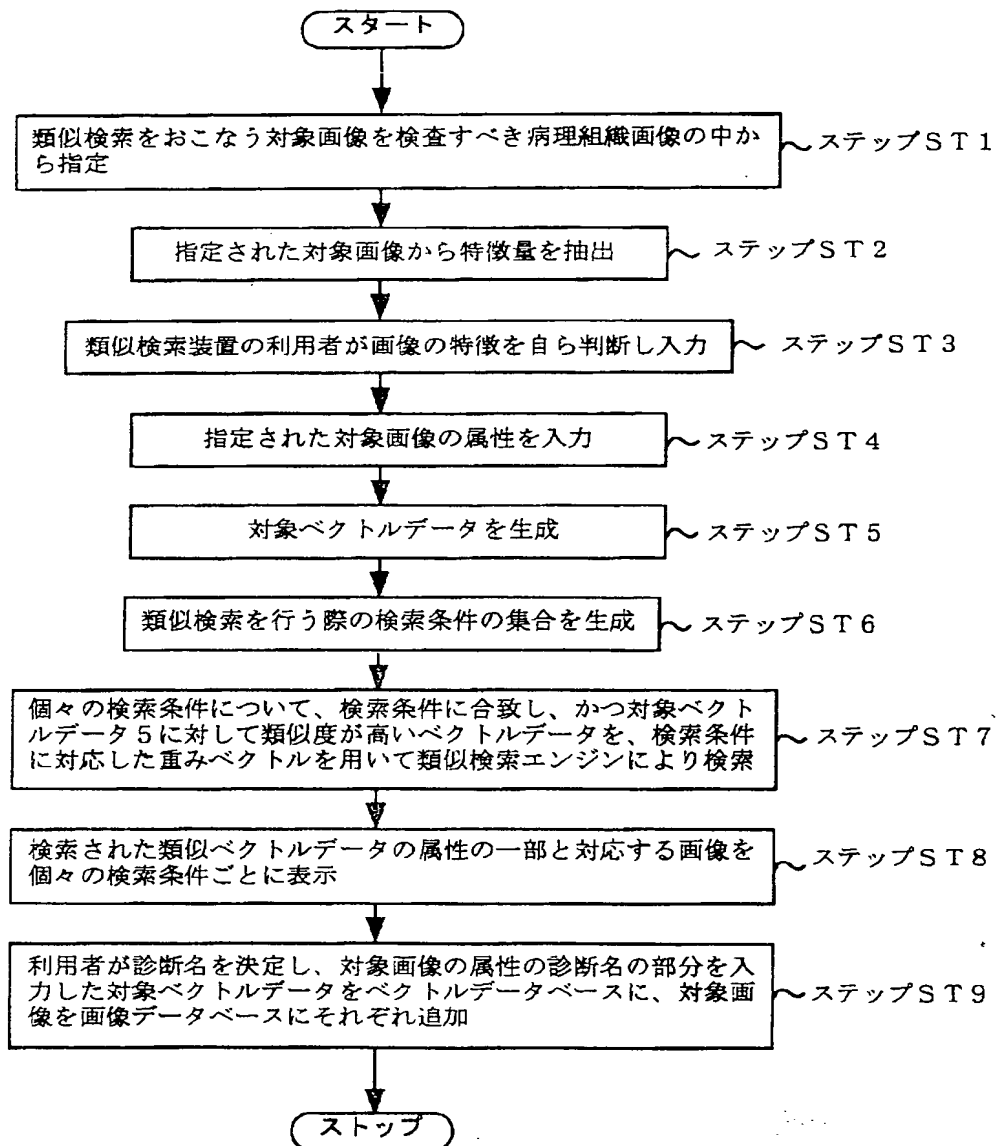 スタート
類似検索をおこなう対象画像を検査すべき病理組織画像の中か
ら指定
ステップＳＴ１
指定された対象画像から特徴量を抽出
ステップＳＴ２
類似検索装置の利用者が画像の特徴を自ら判断し入力
ステップＳＴ３
指定された対象画像の属性を入力
ステップＳＴ４
対象ベクトルデータを生成
ステップＳＴ５
類似検索を行う際の検索条件の集合を生成
ステップＳＴ６
個々の検索条件について、検索条件に合致し、かつ対象ベクト
ルデータ５に対して類似度が高いベクトルデータを、検索条件
に対応した重みベクトルを用いて類似検索エンジンにより検索
ステップＳＴ７
検索された類似ベクトルデータの属性の一部と対応する画像を
個々の検索条件ごとに表示
ステップＳＴ８
利用者が診断名を決定し、対象画像の属性の診断名の部分を入
力した対象ベクトルデータをベクトルデータベースに、対象画
像を画像データベースにそれぞれ追加
ステップＳＴ９
ストップ